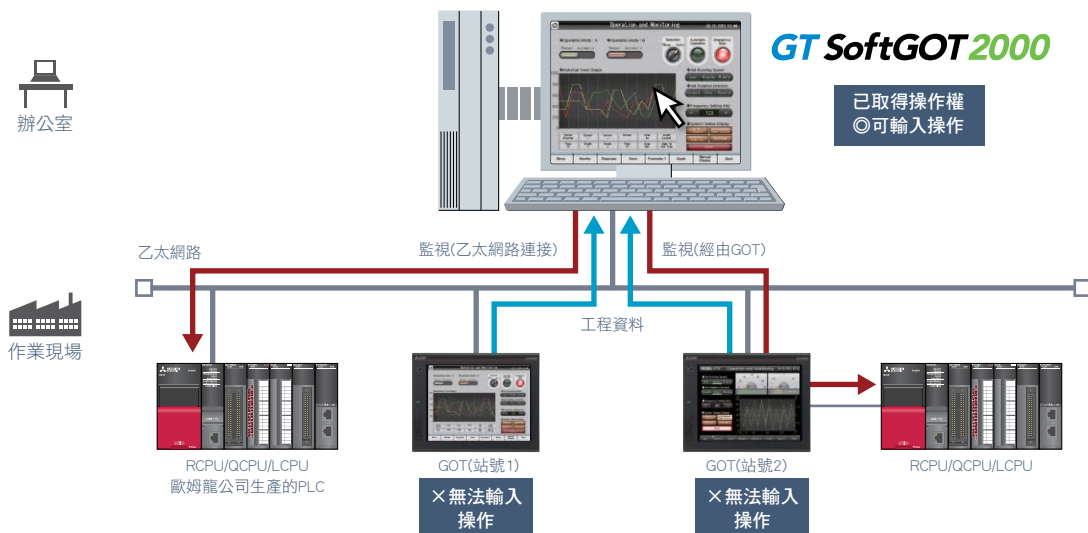 Operation and Monitoring
GT SoftGOT2000
已取得操作權
◎可輸入操作
辦公室
乙太網路
監視(乙太網路連接)
監視(經由GOT)
工程資料
作業現場
RCPU/QCPU/LCPU
歐姆龍公司生產的PLC
GOT(站號1)
GOT(站號2)
RCPU/QCPU/LCPU
×無法輸入
操作
×無法輸入
操作